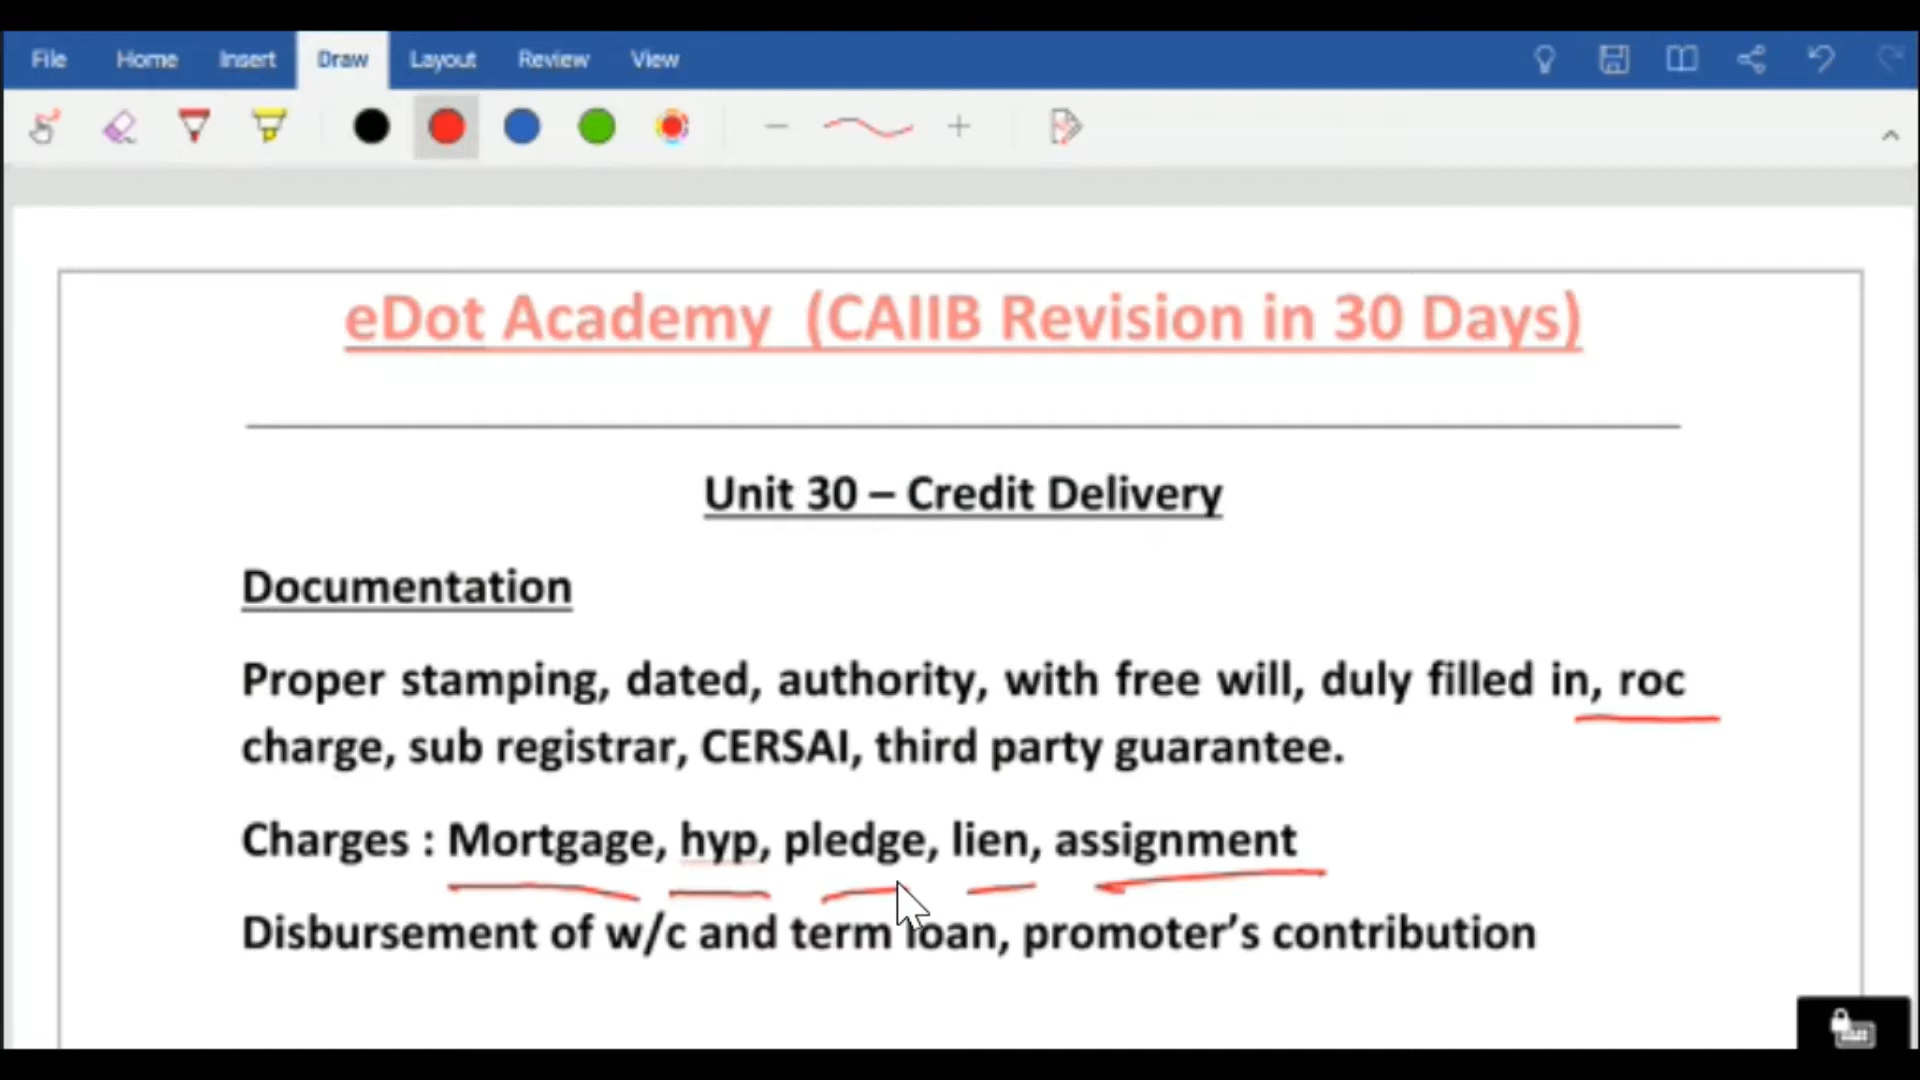 File Home Insert Draw Layout Review View
eDot Academy (CAIIB Revision in 30 Days)
Unit 30 – Credit Delivery
Documentation
Proper stamping, dated, authority, with free will, duly filled in, roc
charge, sub registrar, CERSAI, third party guarantee.
Charges : Mortgage, hyp, pledge, lien, assignment
Disbursement of w/c and term loan, promoter’s contribution